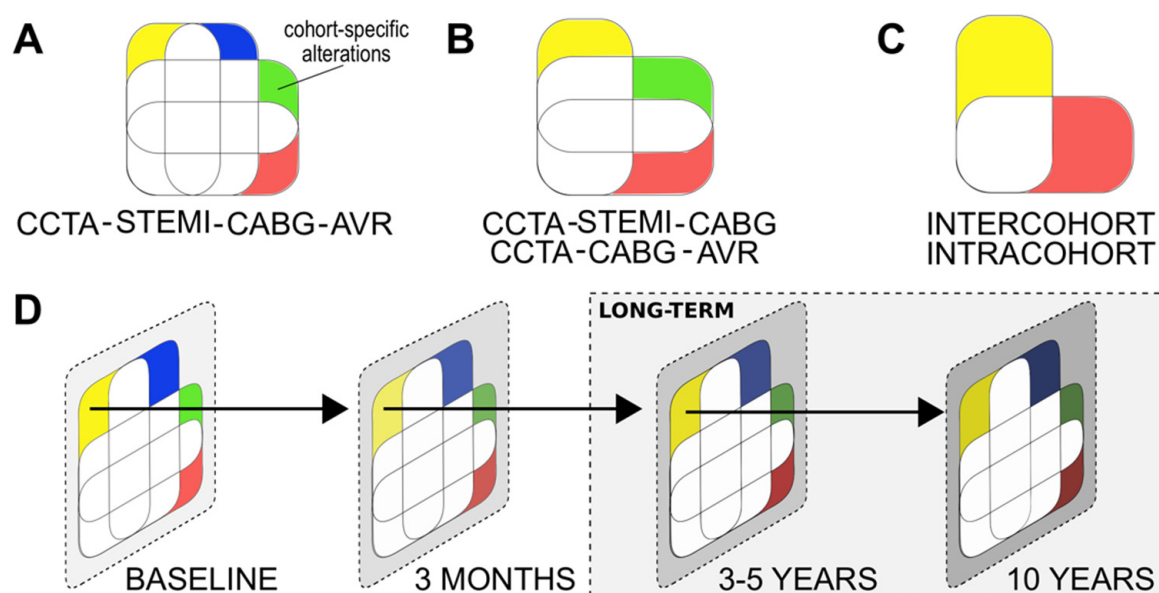 A
cohort-specific
alterations
CCTA-STEMI-CABG-AVR
B
CCTA-STEMI-CABG
CCTA-CABG-AVR
C
INTERCOHORT
INTRACOHORT
D
LONG-TERM
BASELINE
3 MONTHS
3-5 YEARS
10 YEARS